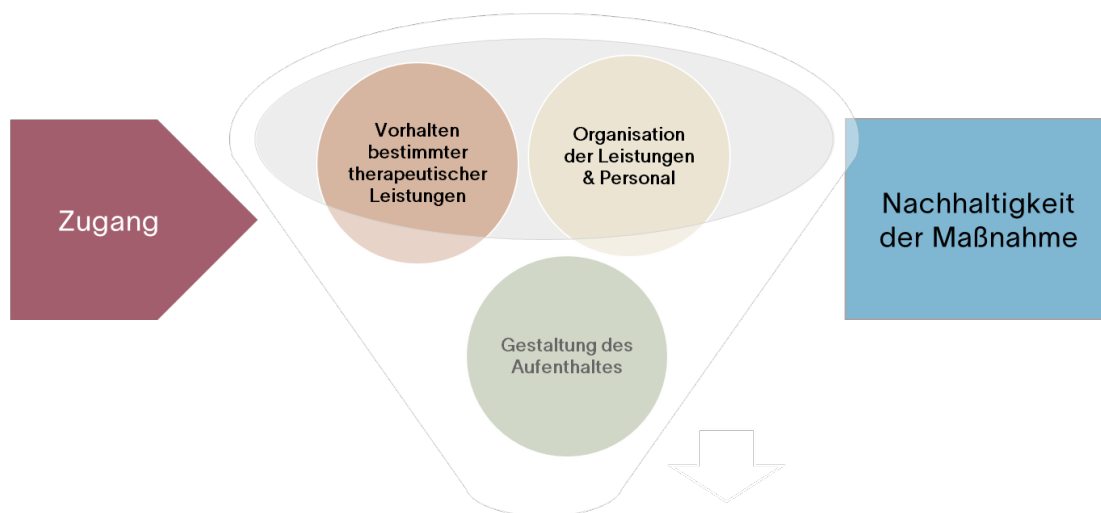 Zugang
Vorhalten
bestimmter
therapeutischer
Leistungen
Organisation
der Leistungen
& Personal
Gestaltung des
Aufenthaltes
Nachhaltigkeit
der Maßnahme